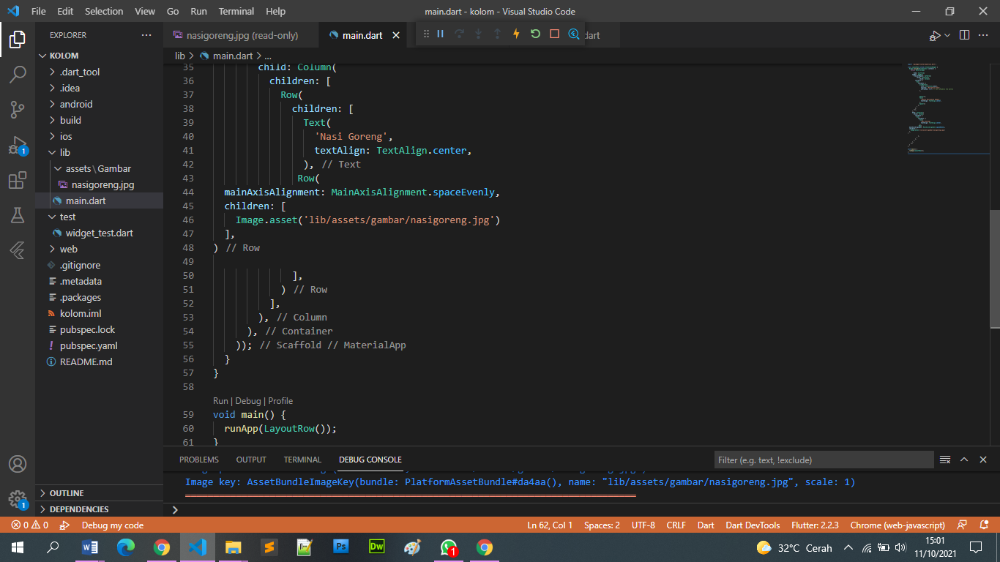 File Edit Selection View Go Run Terminal Help main.dart - kolom - Visual Studio Code
EXPLORER
KOLOM
.dart_tool
.idea
android
build
ios
lib
assets\Gambar
nasigoreng.jpg
main.dart
test
widget_test.dart
web
.gitignore
.metadata
.packages
kolom.iml
pubspec.lock
pubspec.yaml
README.md
OUTLINE
DEPENDENCIES
1
1
nasigoreng.jpg (read-only) main.dart dart
lib > main.dart > ...
35 child: Column(
36 children: [
37 Row(
38 children: [
39 Text(
40 'Nasi Goreng',
41 textAlign: TextAlign.center,
42 ), // Text
43 Row(
44 mainAxisAlignment: MainAxisAlignment.spaceEvenly,
45 children: [
46 Image.asset('lib/assets/gambar/nasigoreng.jpg')
47 ],
48 ) // Row
49
50 ],
51 ) // Row
52 ],
53 ), // Column
54 ), // Container
55 )); // Scaffold // MaterialApp
56 }
57 }
58
Run | Debug | Profile
59 void main() {
60 runApp(LayoutRow());
61 }
PROBLEMS OUTPUT TERMINAL DEBUG CONSOLE Filter (e.g. text, !exclude)
Image key: AssetBundleImageKey(bundle: PlatformAssetBundle#da4aa(), name: "lib/assets/gambar/nasigoreng.jpg", scale: 1)
0 0 Debug my code Ln 62, Col 1 Spaces: 2 UTF-8 CRLF Dart Dart DevTools Flutter: 2.2.3 Chrome (web-javascript)
Ps Dw 1 32°C Cerah 15:01
11/10/2021